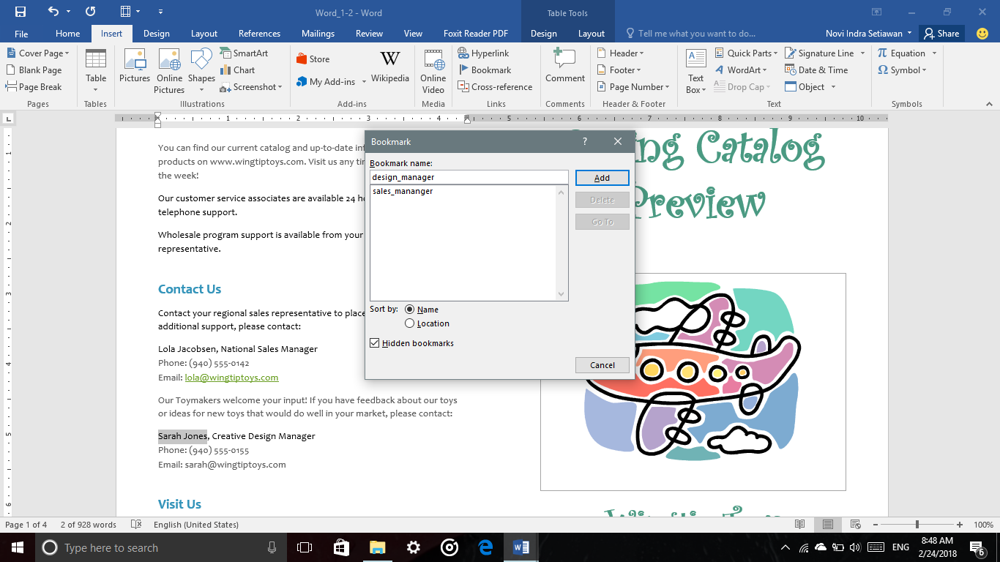 Word_1-2 - Word
Table Tools
File Home Insert Design Layout References Mailings Review View Foxit Reader PDF Design Layout Tell me what you want to do... Novi Indra Setiawan Share
Cover Page
Blank Page
Page Break
Pages
Table
Tables
Pictures
Online Pictures
Shapes
SmartArt
Chart
Screenshot
Illustrations
Store
My Add-ins
W
Wikipedia
Add-ins
Online Video
Media
Hyperlink
Bookmark
Cross-reference
Links
Comment
Comments
Header
Footer
Page Number
Header & Footer
Text Box
Quick Parts
WordArt
Drop Cap
Signature Line
Date & Time
Object
Text
Equation
Symbol
Symbols
1 2 3 4 5 6 7 8 9 10
1
2
3
4
5
6
You can find our current catalog and up-to-date
products on www.wingtiptoys.com. Visit us any
the week!
Our customer service associates are available 24
telephone support.
Wholesale program support is available from your
representative.
Contact Us
Contact your regional sales representative to place
additional support, please contact:
Lola Jacobsen, National Sales Manager
Phone: (940) 555-0142
Email: lola@wingtiptoys.com
Our Toymakers welcome your input! If you have feedback about our toys
or ideas for new toys that would do well in your market, please contact:
Sarah Jones, Creative Design Manager
Phone: (940) 555-0155
Email: sarah@wingtiptoys.com
Visit Us
Catalog
Preview
Bookmark ?
Bookmark name:
design_manager
Add
sales_mananger
Delete
Go To
Sort by: Name
Location
Hidden bookmarks
Cancel
Page 1 of 4 2 of 928 words English (United States) 100%
Type here to search
ENG
8:48 AM
2/24/2018
6